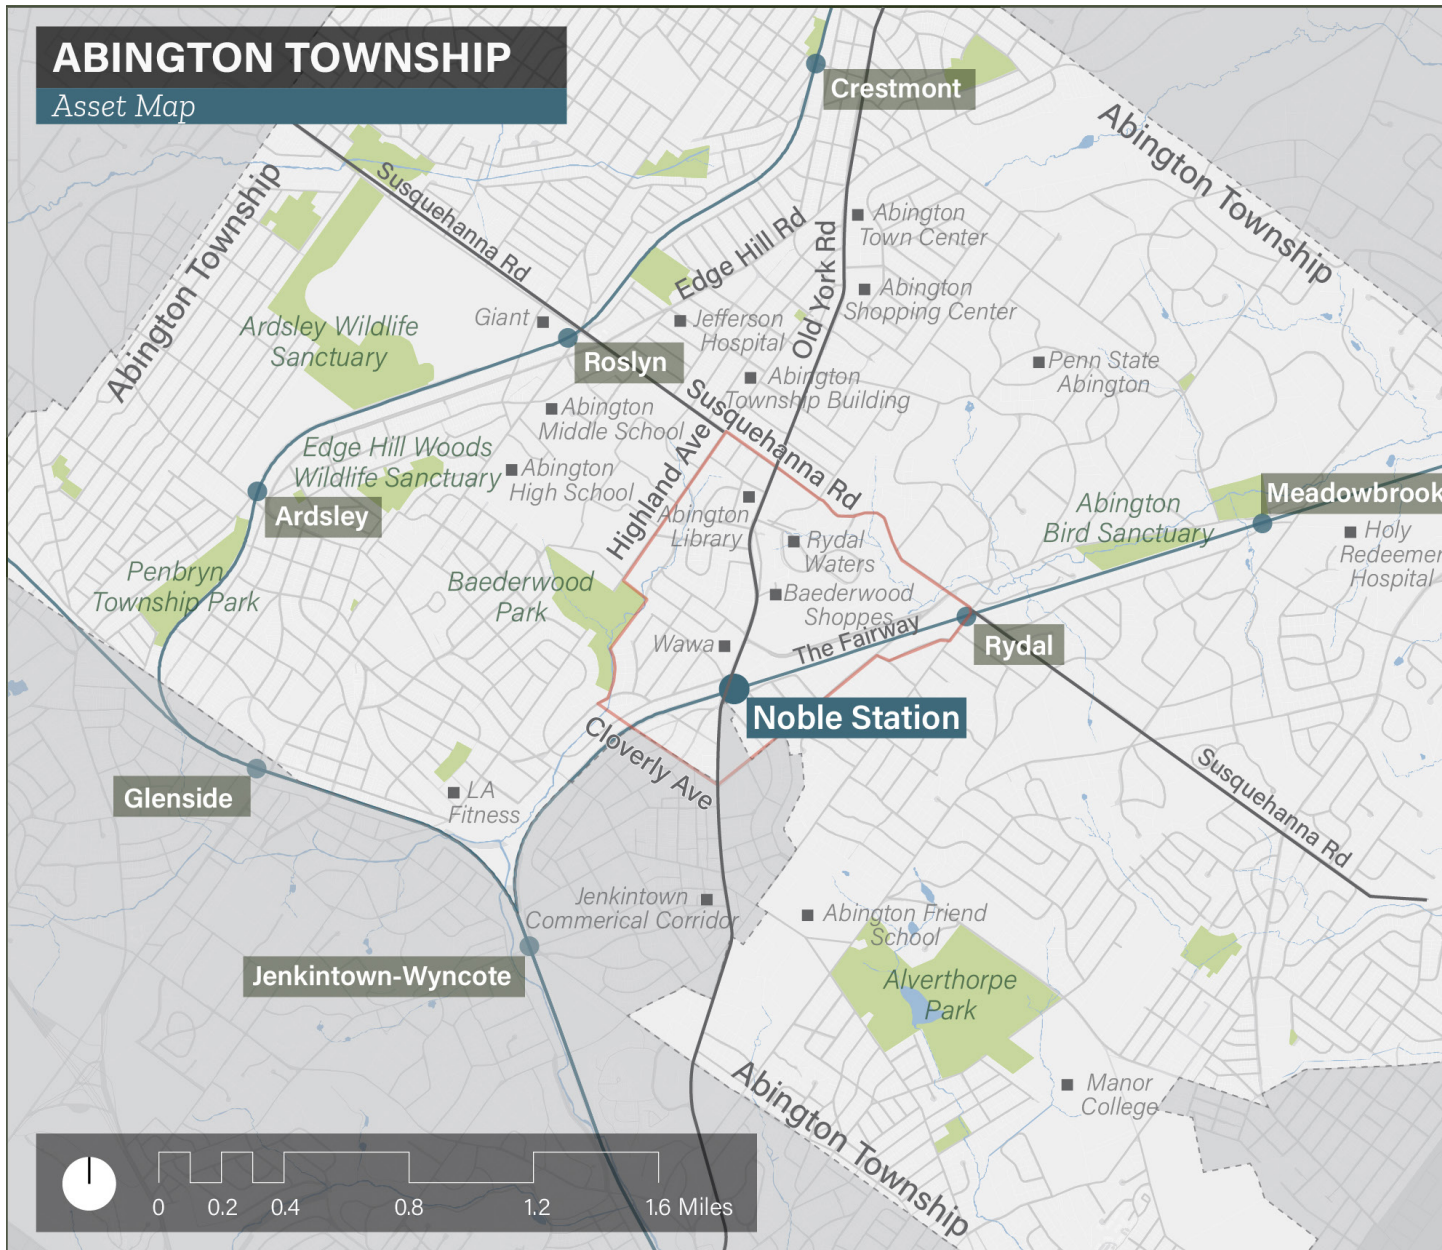 ABINGTON TOWNSHIP
Asset Map
Crestmont
Abington Township
Susquehanna Rd
Abington Township
Edge Hill Rd
Abington
Town Center
Old York Rd
Abington
Shopping Center
Giant
Jefferson
Hospital
Ardsley Wildlife
Sanctuary
Roslyn
Penn State
Abington
Abington
Township Building
Abington
Middle School
Susquehanna Rd
Highland Ave
Edge Hill Woods
Wildlife Sanctuary
Abington
High School
Ardsley
Meadowbrook
Abington
Bird Sanctuary
Abington
Library
Holy
Redeemer
Hospital
Rydal
Waters
Penbryn
Township Park
Baederwood
Park
Baederwood
Shoppes
The Fairway
Wawa
Rydal
Noble Station
Cloverly Ave
Susquehanna Rd
Glenside
LA
Fitness
Jenkintown
Commerical Corridor
Abington Friend
School
Jenkintown-Wyncote
Alverthorpe
Park
Manor
College
Abington Township
0
0.2
0.4
0.8
1.2
1.6 Miles